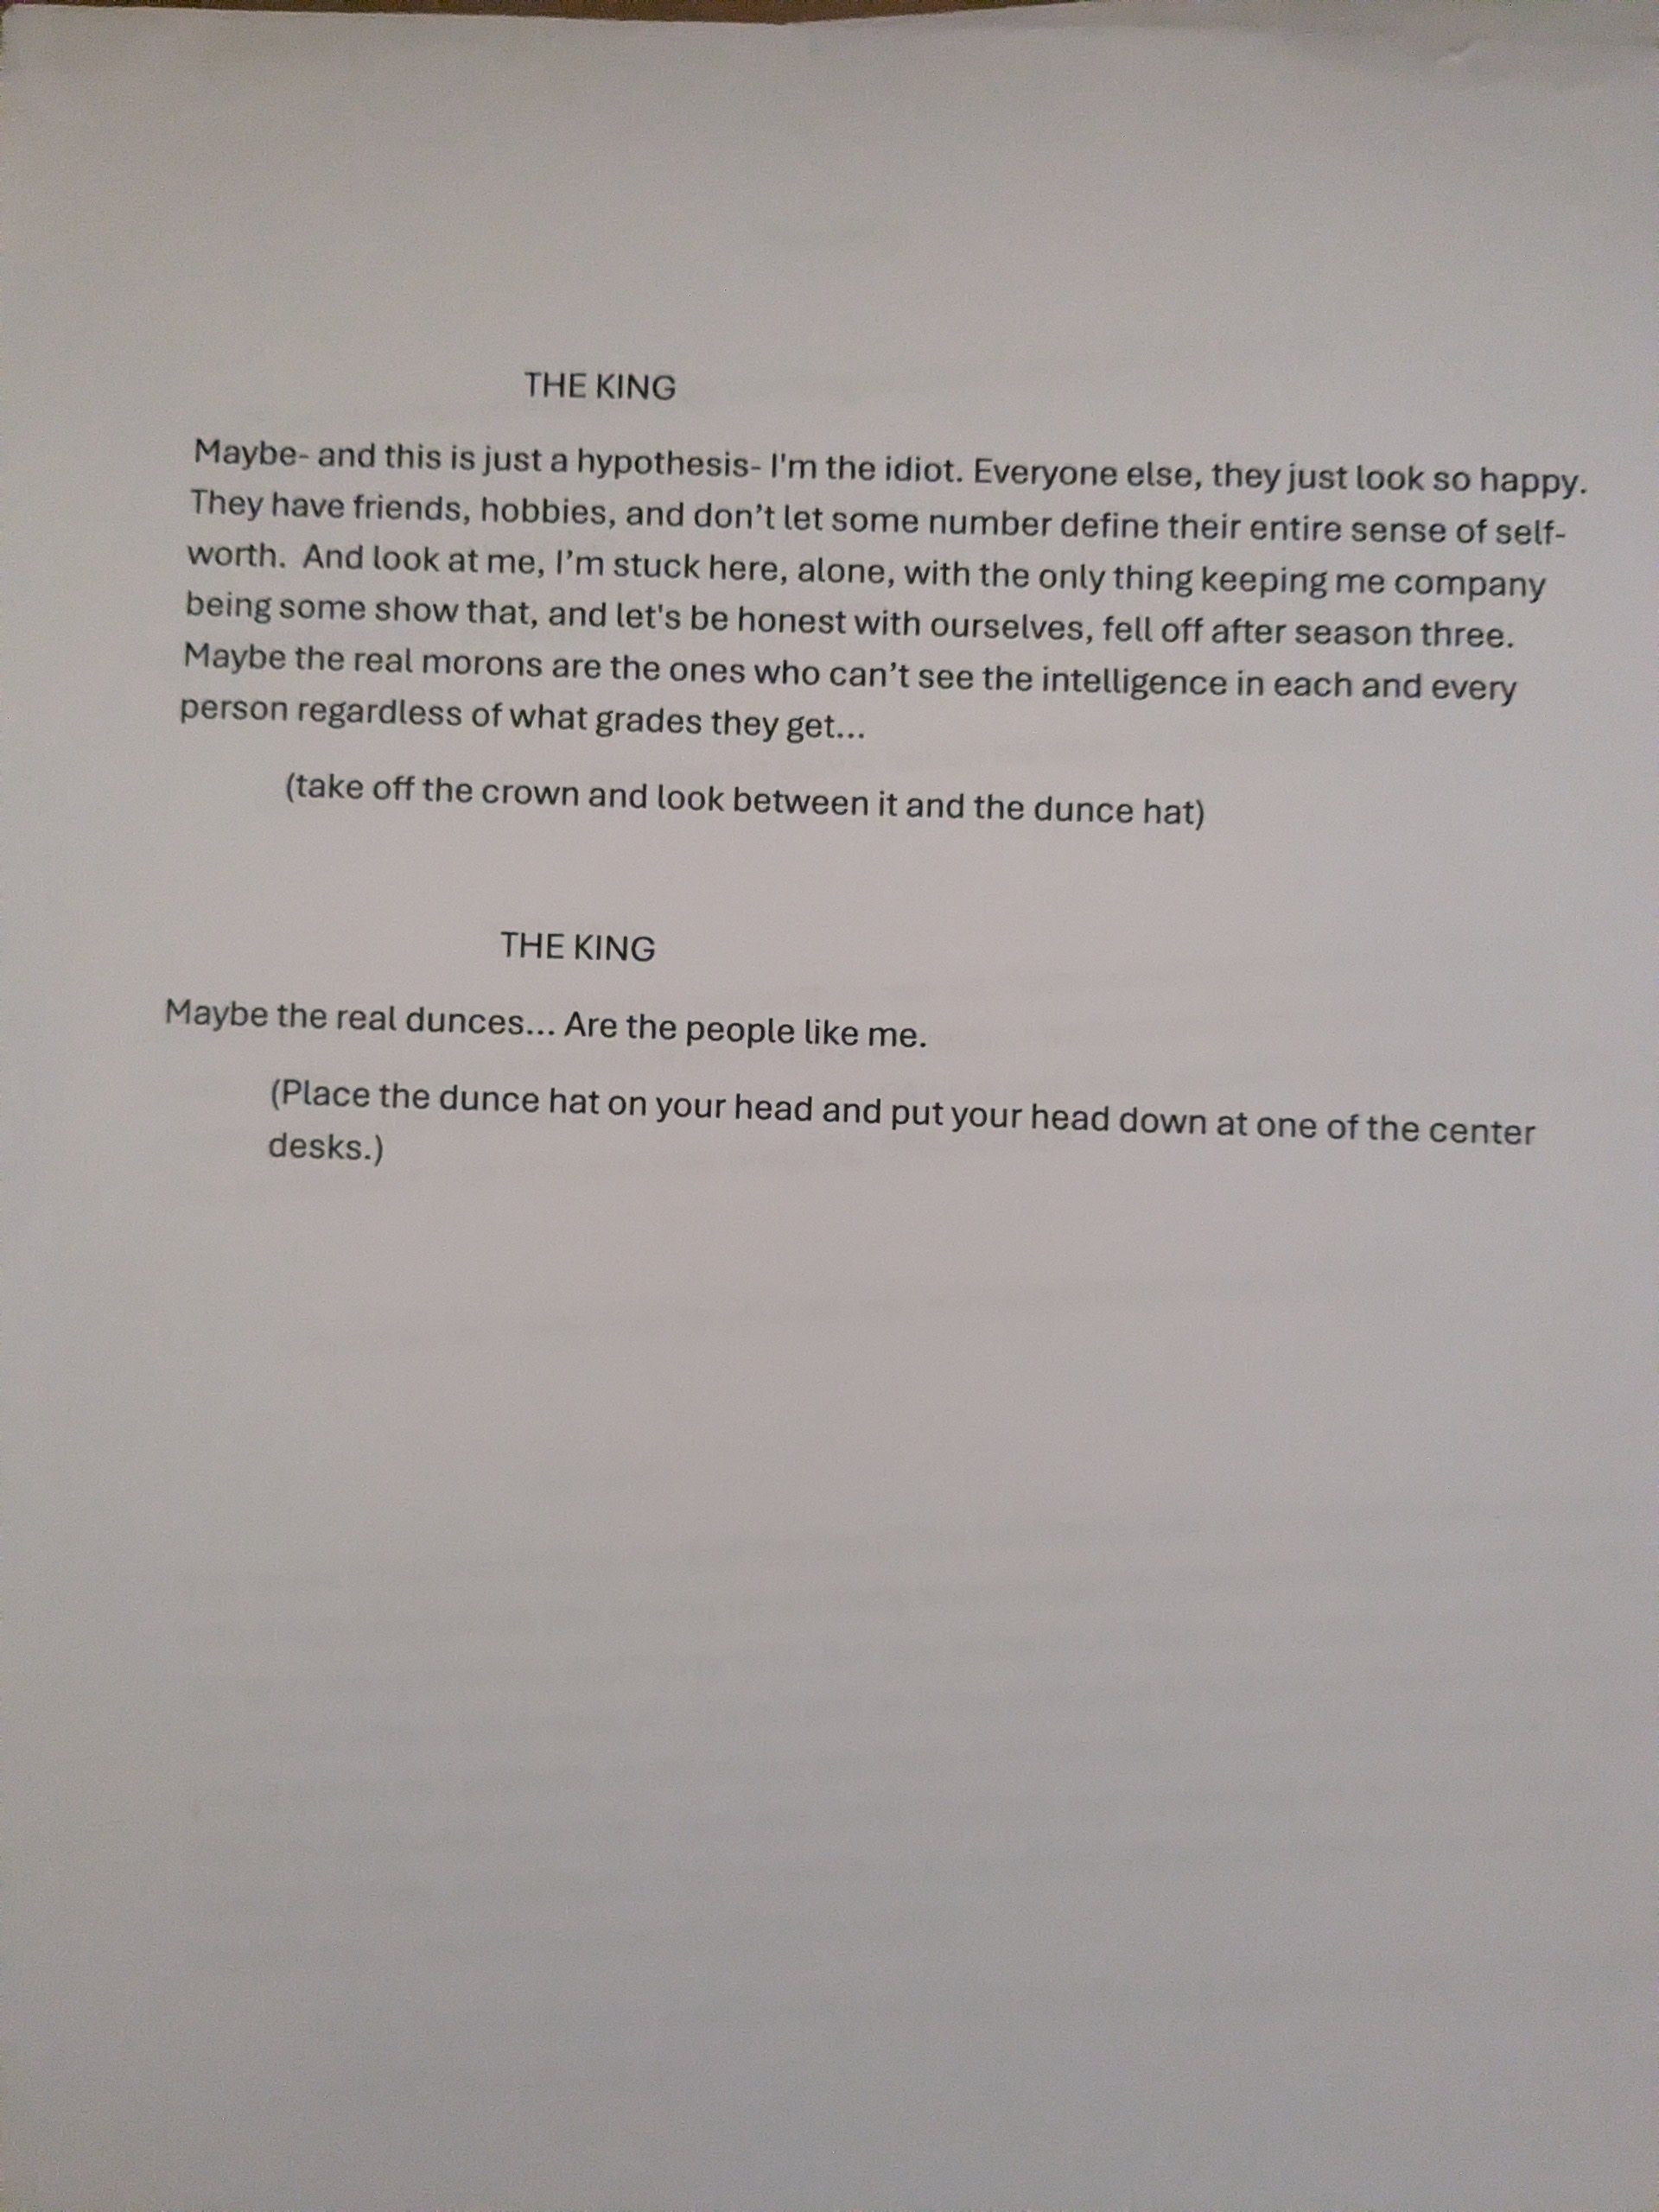 THE KING
Maybe- and this is just a hypothesis- I'm the idiot. Everyone else, they just look so happy.
They have friends, hobbies, and don’t let some number define their entire sense of self-
worth.  And look at me, I’m stuck here, alone, with the only thing keeping me company
being some show that, and let's be honest with ourselves, fell off after season three.
Maybe the real morons are the ones who can’t see the intelligence in each and every
person regardless of what grades they get...
(take off the crown and look between it and the dunce hat)
THE KING
Maybe the real dunces... Are the people like me.
(Place the dunce hat on your head and put your head down at one of the center
desks.)